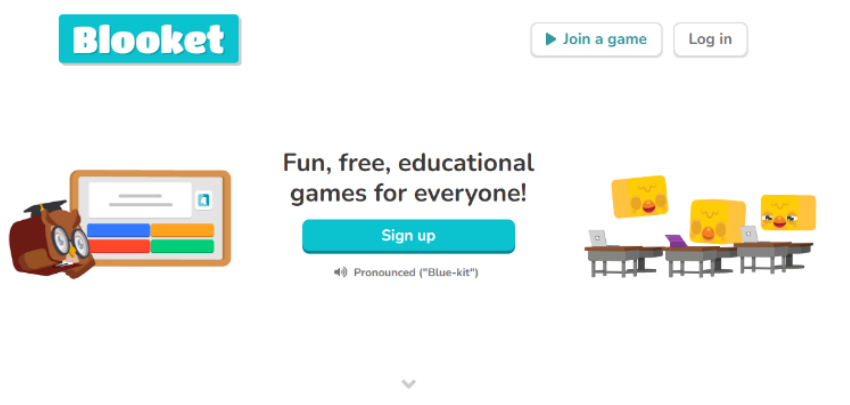 Blooket
Join a game
Log in
Fun, free, educational
games for everyone!
Sign up
Pronounced ("Blue-kit")